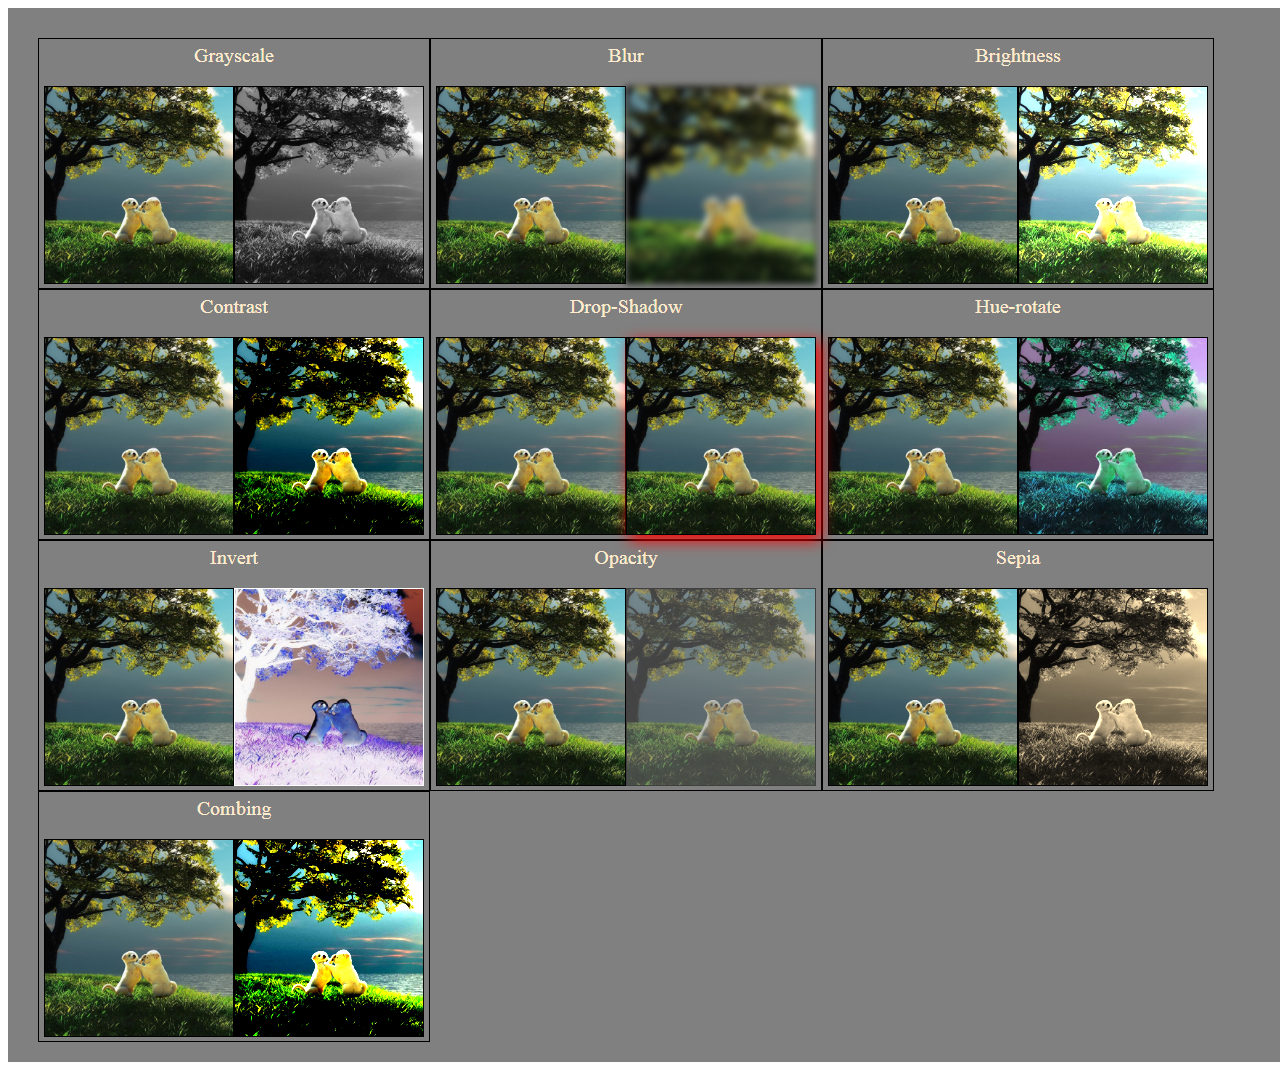 Grayscale
Blur
Brightness
Contrast
Drop-Shadow
Hue-rotate
Invert
Opacity
Sepia
Combing